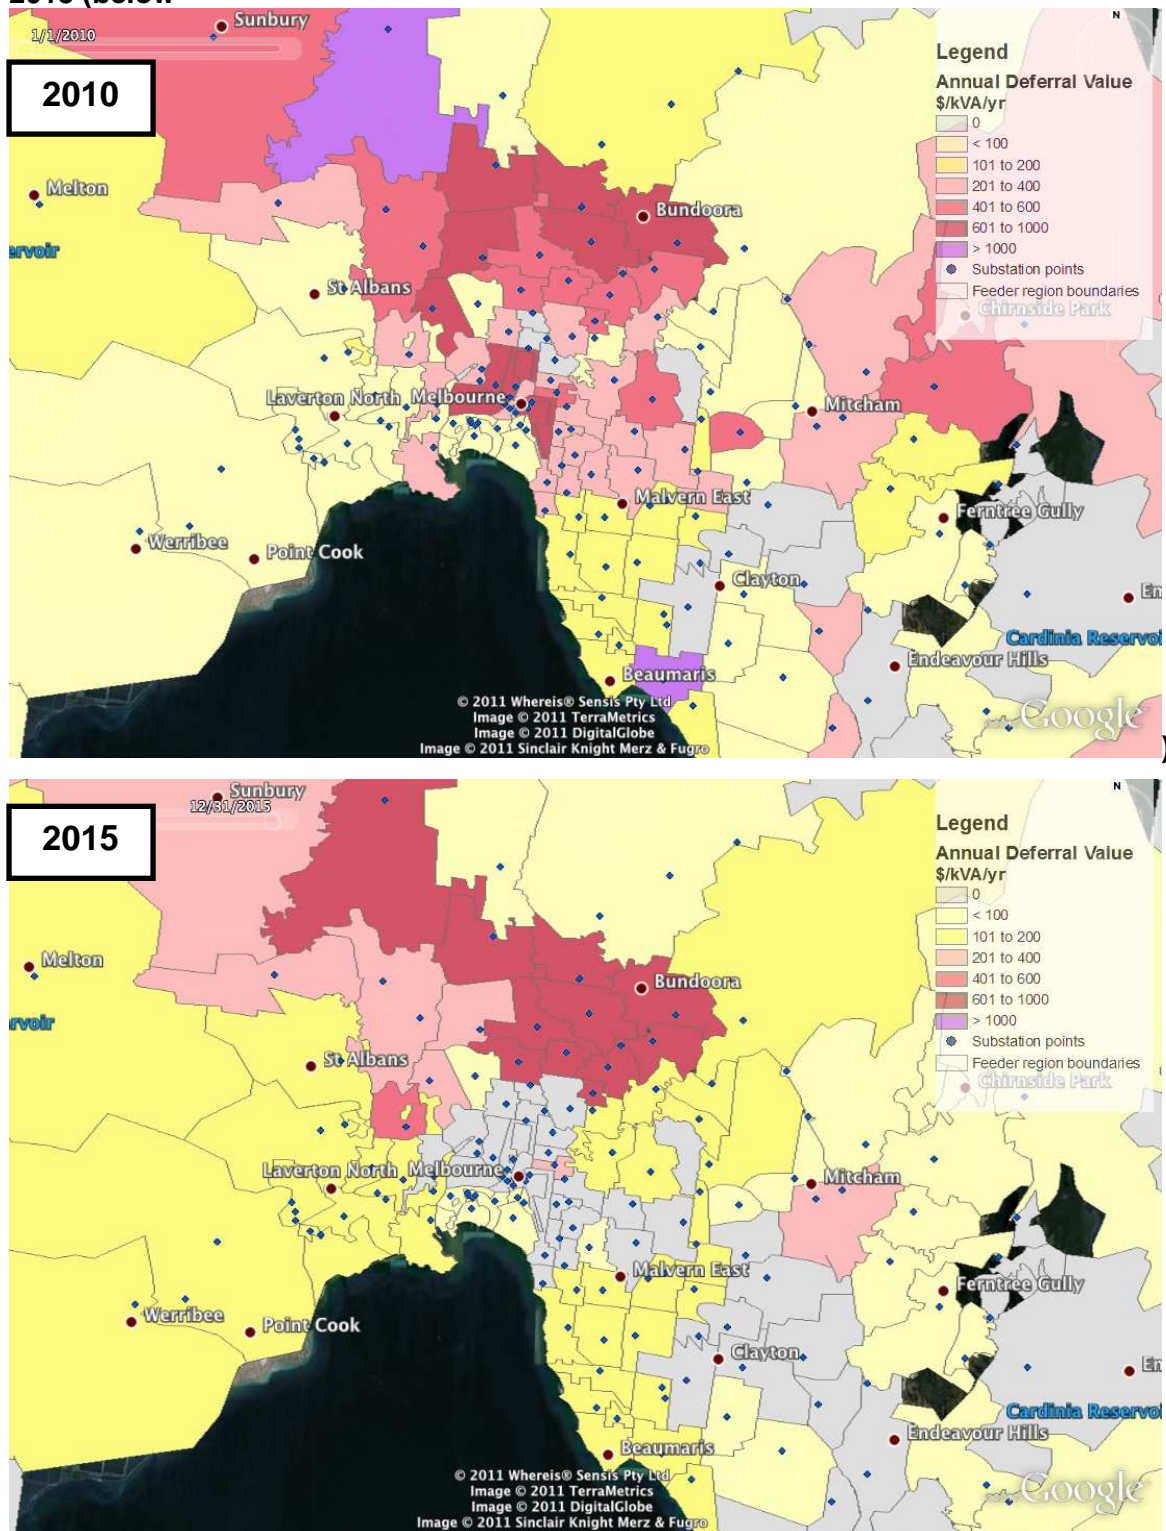 2015 (below
1/1/2010
Sunbury
N
2010
Legend
Annual Deferral Value
$/kVA/yr
0
< 100
101 to 200
201 to 400
401 to 600
601 to 1000
> 1000
Substation points
Feeder region boundaries
Melton
Bundoora
ervoir
St Albans
Chirnside Park
Laverton North
Melbourne
Mitcham
Malvern East
Ferntree Gully
Werribee
Point Cook
Clayton
En
Cardinia Reservoi
Endeavour Hills
Beaumaris
© 2011 Whereis® Sensis Pty Ltd
Image © 2011 TerraMetrics
Image © 2011 DigitalGlobe
Image © 2011 Sinclair Knight Merz & Fugro
Google
)
Sunbury
12/31/2015
N
2015
Legend
Annual Deferral Value
$/kVA/yr
0
< 100
101 to 200
201 to 400
401 to 600
601 to 1000
> 1000
Substation points
Feeder region boundaries
Melton
Bundoora
rvoir
St Albans
Chirnside Park
Laverton North
Melbourne
Mitcham
Malvern East
Ferntree Gully
Werribee
Point Cook
Clayton
En
Cardinia Reservoi
Endeavour Hills
Beaumaris
© 2011 Whereis® Sensis Pty Ltd
Image © 2011 TerraMetrics
Image © 2011 DigitalGlobe
Image © 2011 Sinclair Knight Merz & Fugro
Google